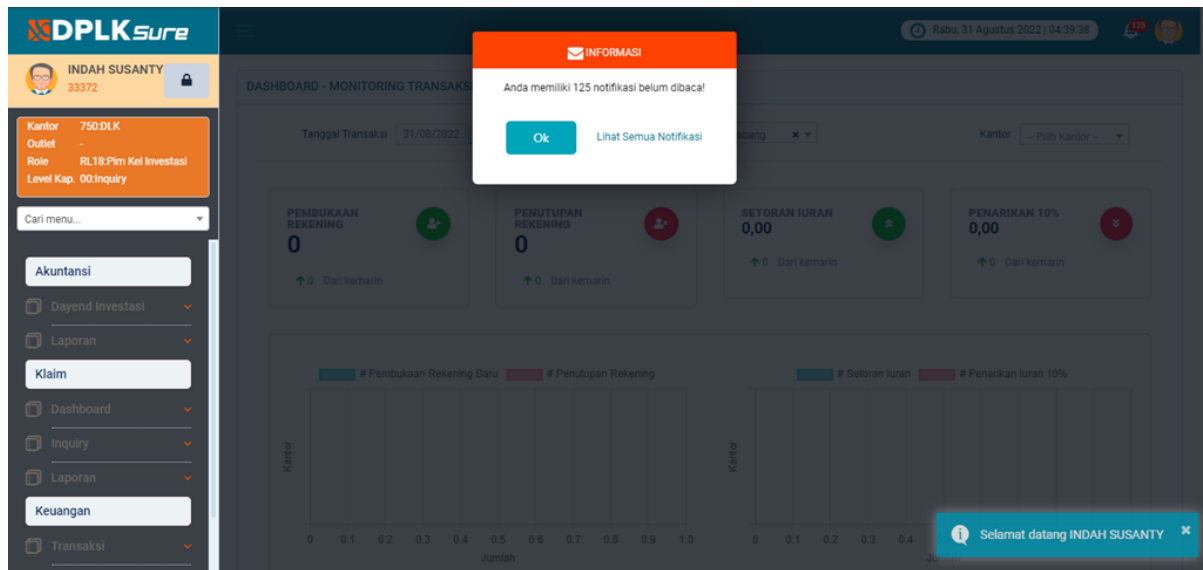 DPLKSure
INDAH SUSANTY
33372
Kantor 750:DLK
Outlet -
Role RL18:Pim Kel Investasi
Level Kap. 00:Inquiry
Cari menu...
Akuntansi
Dayend Investasi
Laporan
Klaim
Dashboard
Inquiry
Laporan
Keuangan
Transaksi
Rabu, 31 Agustus 2022 | 04:39:38
125
INFORMASI
Anda memiliki 125 notifikasi belum dibaca!
Ok Lihat Semua Notifikasi
DASHBOARD - MONITORING TRANSAKS
Tanggal Transaksi 31/08/2022
abang × Kantor -- Pilih Kantor --
PEMBUKAAN
REKENING
0
0 Dari kemarin
PENUTUPAN
REKENING
0
0 Dari kemarin
SETORAN IURAN
0,00
0 Dari kemarin
PENARIKAN 10%
0,00
0 Dari kemarin
# Pembukaan Rekening Baru # Penutupan Rekening
Kantor
0 0.1 0.2 0.3 0.4 0.5 0.6 0.7 0.8 0.9 1.0
Jumlah
# Setoran Iuran # Penarikan Iuran 10%
Kantor
0 0.1 0.2 0.3 0.4
Selamat datang INDAH SUSANTY ×